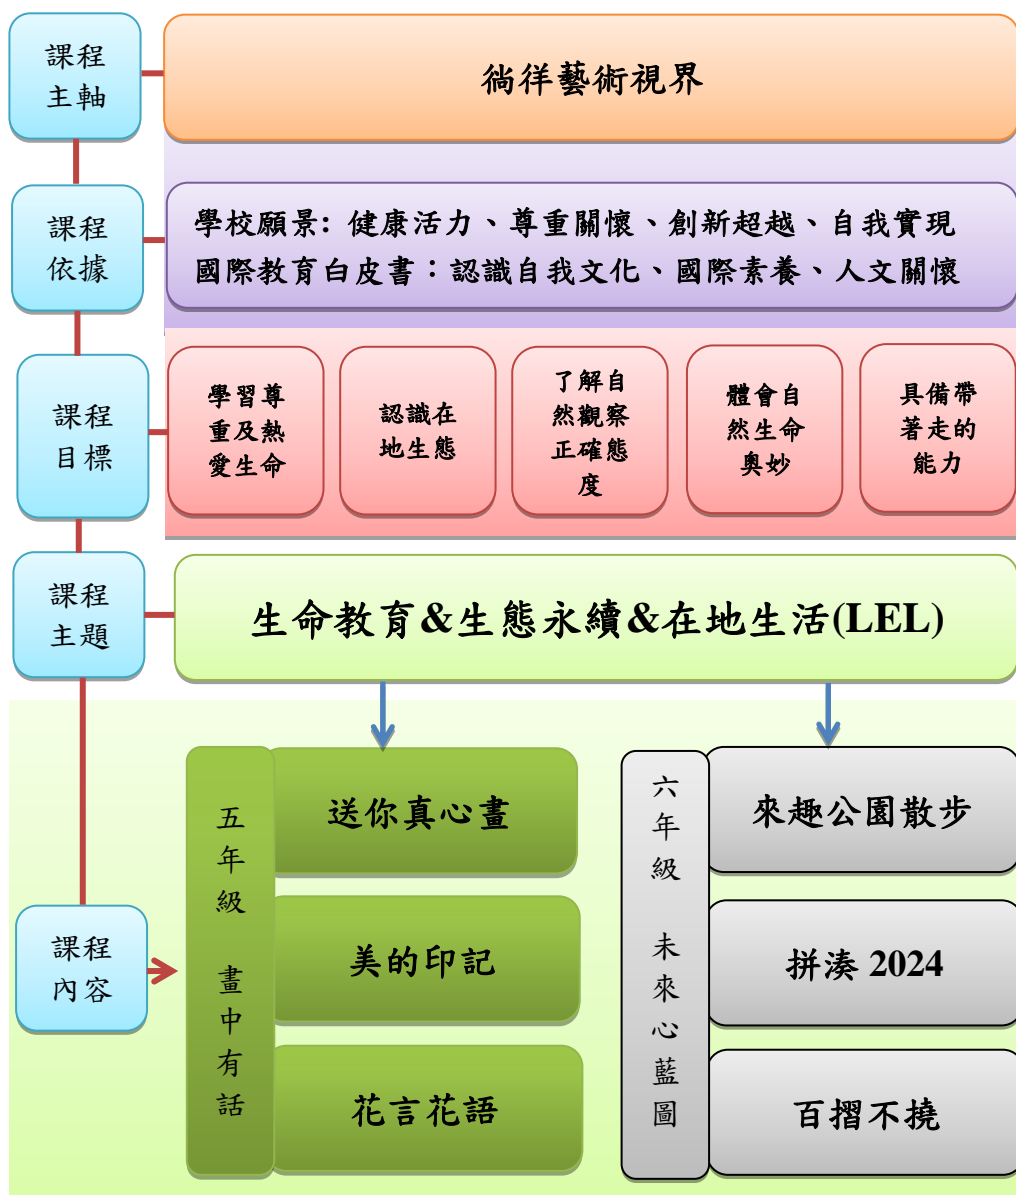 課程
主軸
徜徉藝術視界
課程
依據
學校願景: 健康活力、尊重關懷、創新超越、自我實現
國際教育白皮書：認識自我文化、國際素養、人文關懷
課程
目標
學習尊
重及熱
愛生命
認識在
地生態
了解自
然觀察
正確態
度
體會自
然生命
奧妙
具備帶
著走的
能力
課程
主題
生命教育&生態永續&在地生活(LEL)
課程
內容
五年級 畫中有話
送你真心畫
美的印記
花言花語
六年級 未來心藍圖
來趣公園散步
拼湊 2024
百摺不撓